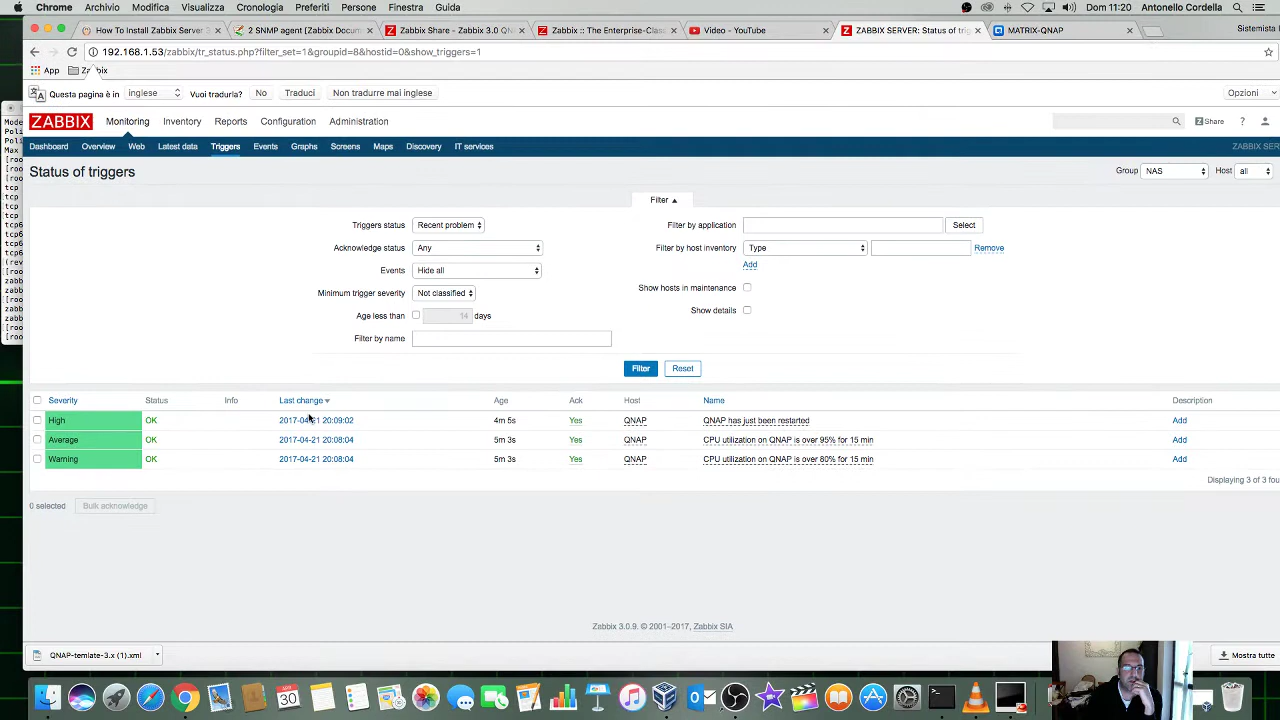 Chrome Archivio Modifica Visualizza Cronologia Preferiti Persone Finestra Guida Dom 11:20 Antonello Cordella
How To Install Zabbix Server 2 SNMP agent [Zabbix Docum Zabbix Share - Zabbix 3.0 QN Zabbix :: The Enterprise-Clas Video - YouTube ZABBIX SERVER: Status of trig MATRIX-QNAP Sistemista
192.168.1.53/zabbix/tr_status.php?filter_set=1&groupid=8&hostid=0&show_triggers=1
App Zabbix
Questa pagina è in inglese Vuoi tradurla? No Traduci Non tradurre mai inglese Opzioni
ZABBIX Monitoring Inventory Reports Configuration Administration Share ?
Dashboard Overview Web Latest data Triggers Events Graphs Screens Maps Discovery IT services ZABBIX SER
Status of triggers Group NAS Host all
Filter
Triggers status Recent problem Filter by application Select
Acknowledge status Any Filter by host inventory Type Remove
Add
Events Hide all
Show hosts in maintenance
Minimum trigger severity Not classified
Show details
Age less than 14 days
Filter by name
Filter Reset
Severity Status Info Last change Age Ack Host Name Description
High OK 2017-04-21 20:09:02 4m 5s Yes QNAP QNAP has just been restarted Add
Average OK 2017-04-21 20:08:04 5m 3s Yes QNAP CPU utilization on QNAP is over 95% for 15 min Add
Warning OK 2017-04-21 20:08:04 5m 3s Yes QNAP CPU utilization on QNAP is over 80% for 15 min Add
Displaying 3 of 3 fou
0 selected Bulk acknowledge
Zabbix 3.0.9. © 2001–2017, Zabbix SIA
QNAP-temlate-3.x (1).xml Mostra tutte
30